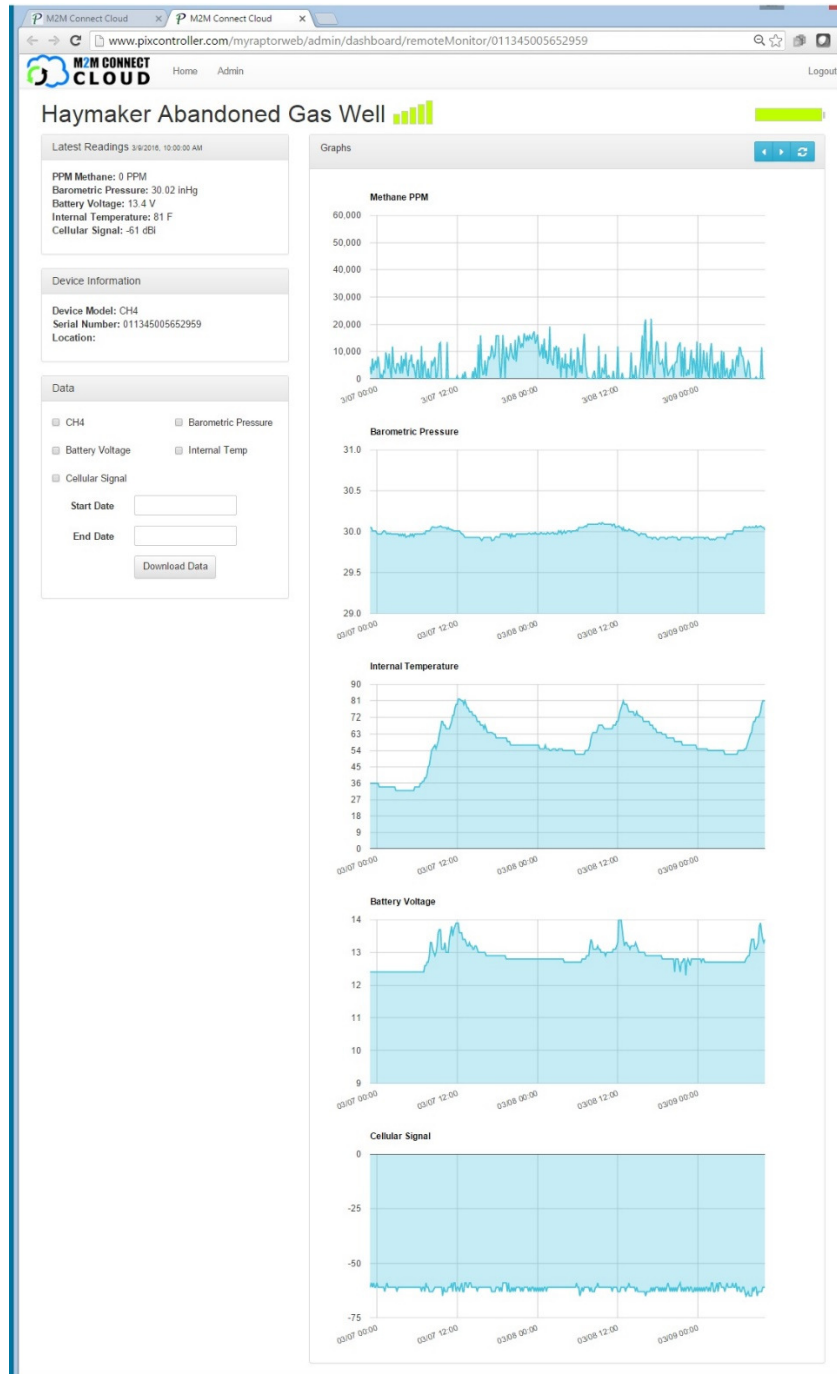 M2M Connect Cloud
M2M Connect Cloud
www.pixcontroller.com/myraptorweb/admin/dashboard/remoteMonitor/011345005652959
M2M CONNECT
CLOUD
Home Admin
Logout
Haymaker Abandoned Gas Well
Latest Readings 3/9/2016, 10:00:00 AM
PPM Methane: 0 PPM
Barometric Pressure: 30.02 inHg
Battery Voltage: 13.4 V
Internal Temperature: 81 F
Cellular Signal: -61 dBi
Device Information
Device Model: CH4
Serial Number: 011345005652959
Location:
Data
CH4 Barometric Pressure
Battery Voltage Internal Temp
Cellular Signal
Start Date
End Date
Download Data
Graphs
Methane PPM
60,000
50,000
40,000
30,000
20,000
10,000
0
3/07 00:00 3/07 12:00 3/08 00:00 3/08 12:00 3/09 00:00
Barometric Pressure
31.0
30.5
30.0
29.5
29.0
03/07 00:00 03/07 12:00 03/08 00:00 03/08 12:00 03/09 00:00
Internal Temperature
90
81
72
63
54
45
36
27
18
9
0
03/07 00:00 03/07 12:00 03/08 00:00 03/08 12:00 03/09 00:00
Battery Voltage
14
13
12
11
10
9
03/07 00:00 03/07 12:00 03/08 00:00 03/08 12:00 03/09 00:00
Cellular Signal
0
-25
-50
-75
03/07 00:00 03/07 12:00 03/08 00:00 03/08 12:00 03/09 00:00